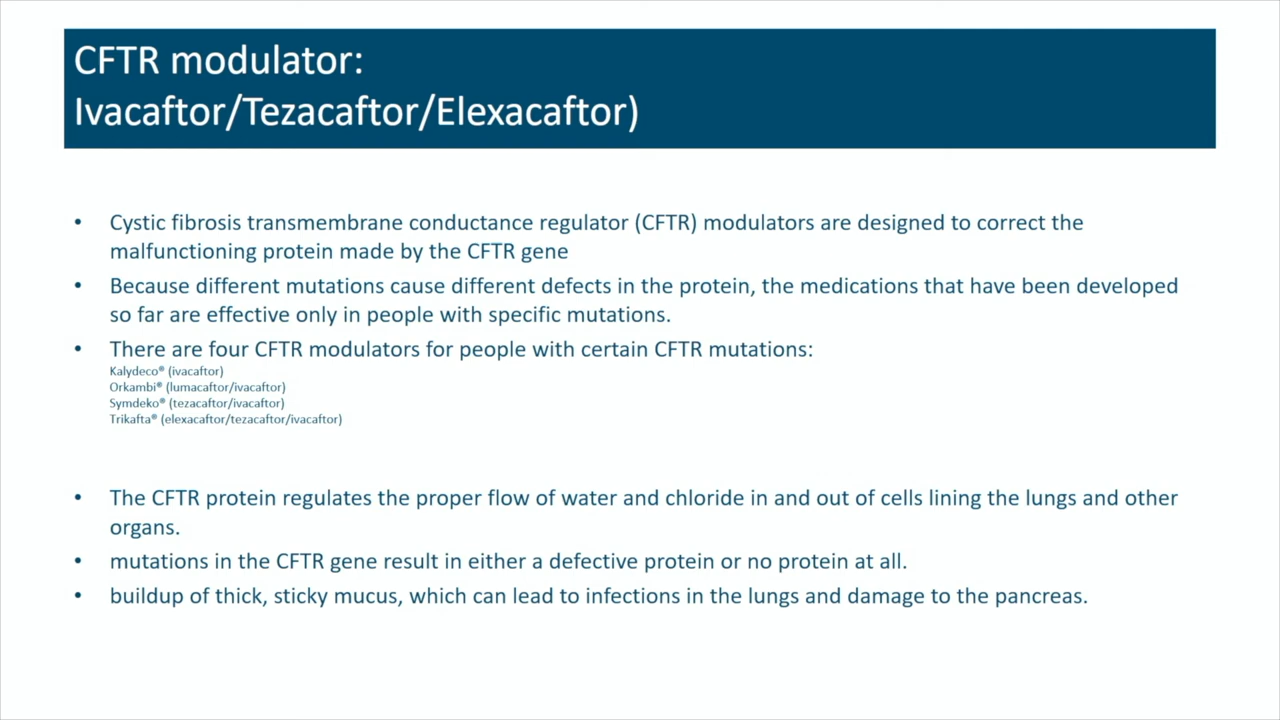 CFTR modulator:
Ivacaftor/Tezacaftor/Elexacaftor)
• Cystic fibrosis transmembrane conductance regulator (CFTR) modulators are designed to correct the
malfunctioning protein made by the CFTR gene
• Because different mutations cause different defects in the protein, the medications that have been developed
so far are effective only in people with specific mutations.
• There are four CFTR modulators for people with certain CFTR mutations:
Kalydeco® (ivacaftor)
Orkambi® (lumacaftor/ivacaftor)
Symdeko® (tezacaftor/ivacaftor)
Trikafta® (elexacaftor/tezacaftor/ivacaftor)
• The CFTR protein regulates the proper flow of water and chloride in and out of cells lining the lungs and other
organs.
• mutations in the CFTR gene result in either a defective protein or no protein at all.
• buildup of thick, sticky mucus, which can lead to infections in the lungs and damage to the pancreas.